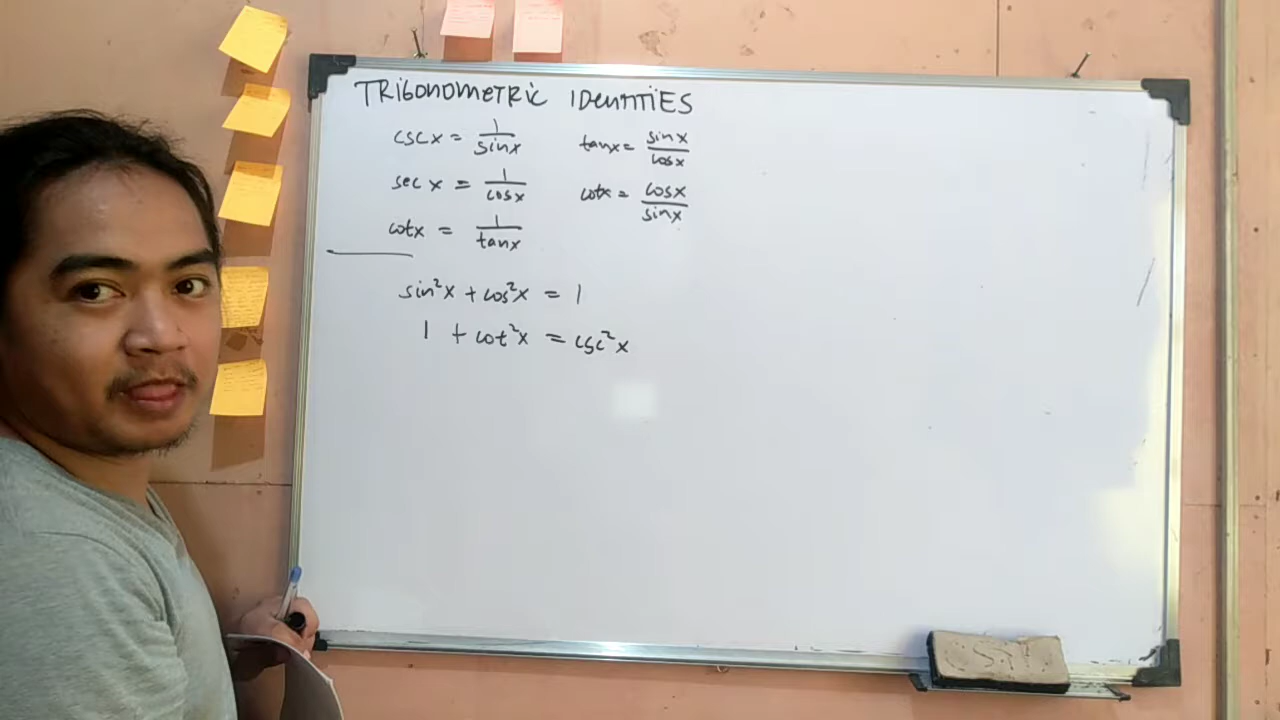 TRIGONOMETRIC IDENTITIES
csc x = 1/sin x    tan x = sin x/cos x
sec x = 1/cos x    cot x = cos x/sin x
cot x = 1/tan x
sin²x + cos²x = 1
1 + cot²x = csc²x